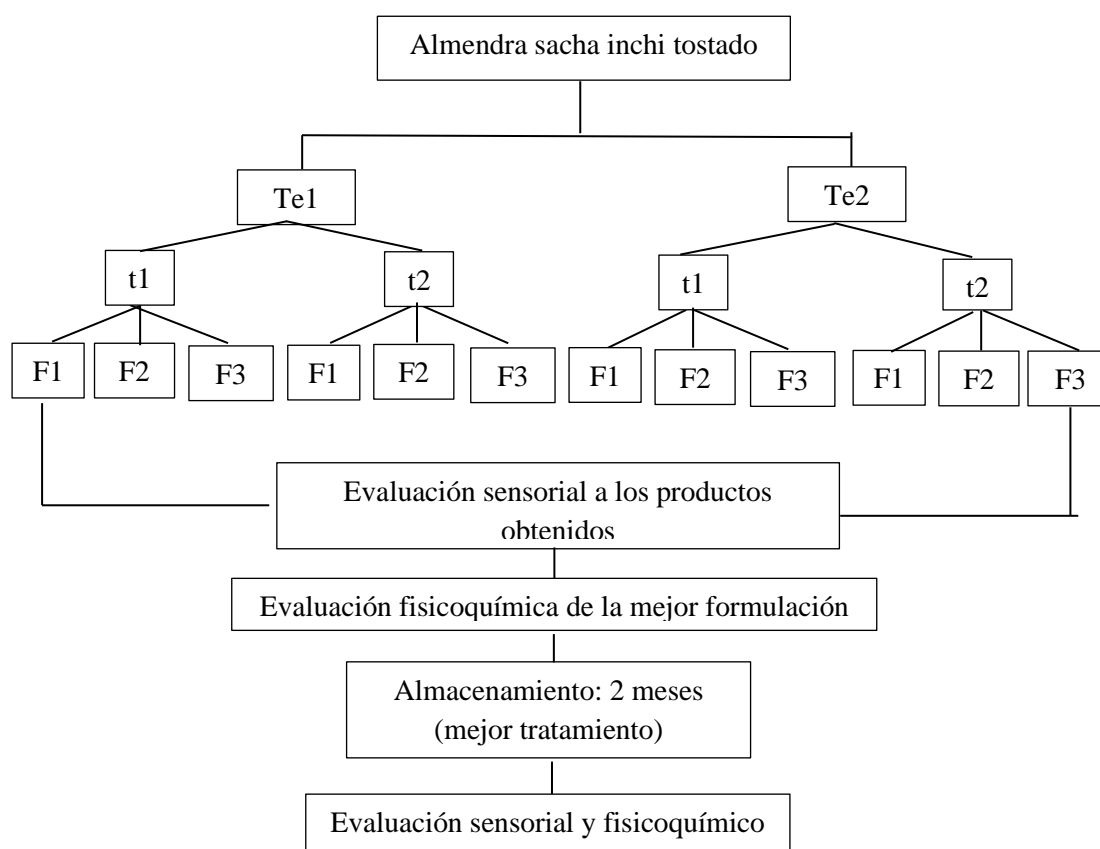 Almendra sacha inchi tostado
Te1
Te2
t1
t2
t1
t2
F1
F2
F3
F1
F2
F3
F1
F2
F3
F1
F2
F3
Evaluación sensorial a los productos
obtenidos
Evaluación fisicoquímica de la mejor formulación
Almacenamiento: 2 meses
(mejor tratamiento)
Evaluación sensorial y fisicoquímico